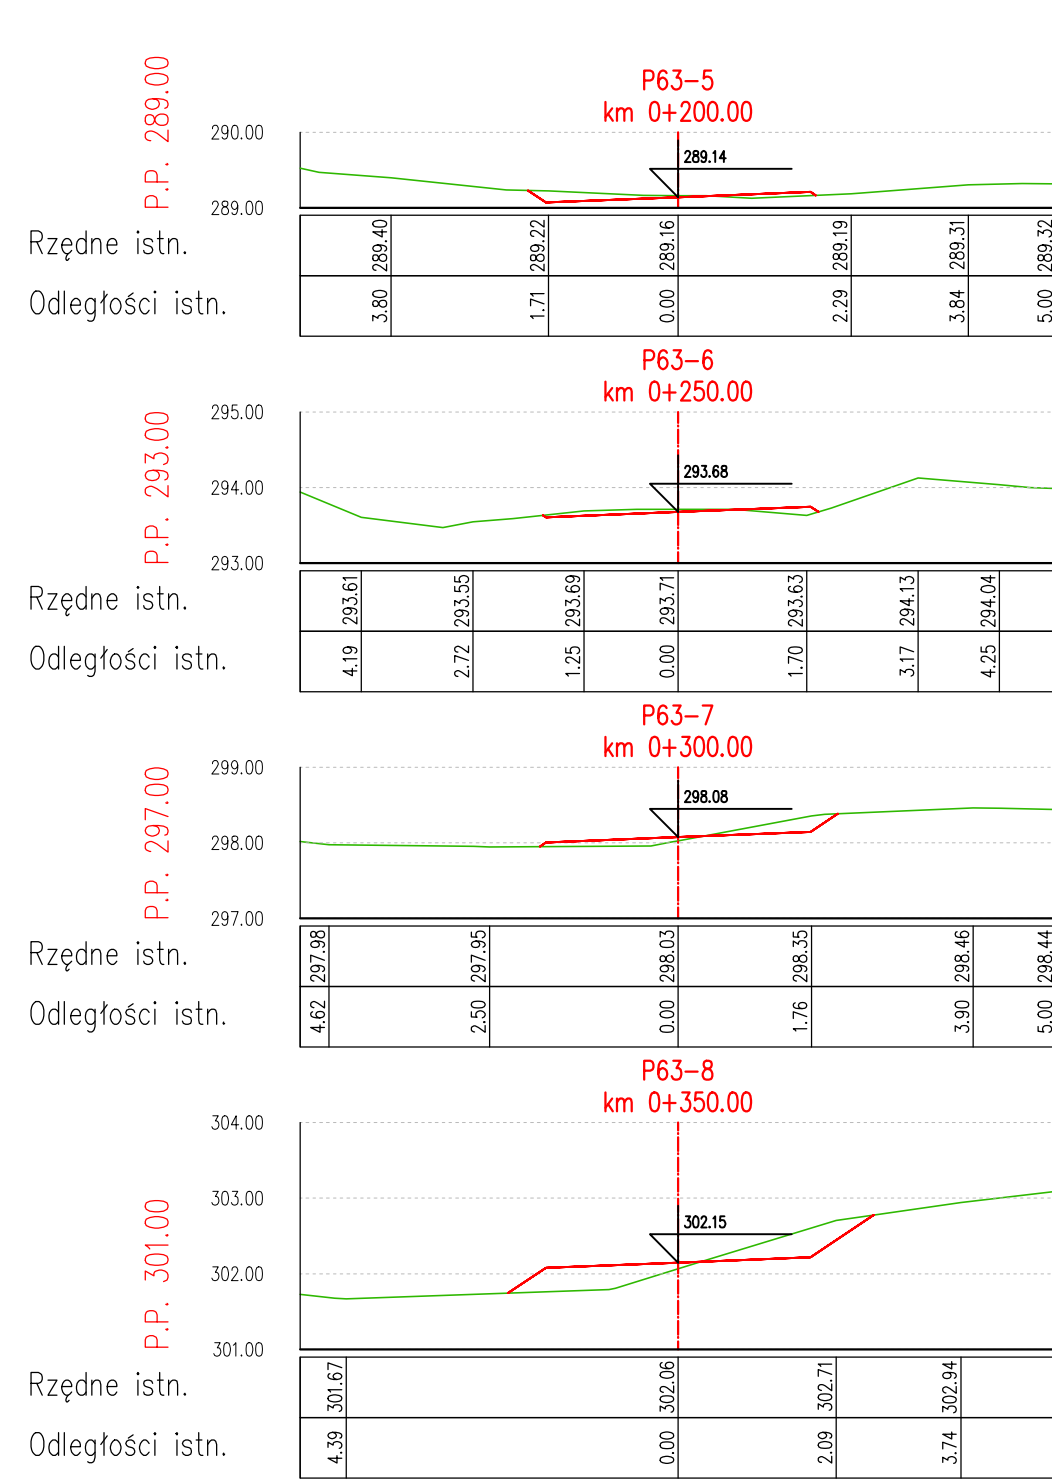 P.P. 289.00
P63-5
km 0+200.00
290.00
289.14
289.00
Rzędne istn.
289.40 289.22 289.16 289.19 289.31 289.32
Odległości istn.
3.80 1.71 0.00 2.29 3.84 5.00
P.P. 293.00
P63-6
km 0+250.00
295.00
294.00
293.68
293.00
Rzędne istn.
293.61 293.55 293.69 293.71 293.63 294.13 294.04
Odległości istn.
4.19 2.72 1.25 0.00 1.70 3.17 4.25
P.P. 297.00
P63-7
km 0+300.00
299.00
298.08
298.00
297.00
Rzędne istn.
297.98 297.95 298.03 298.35 298.46 298.44
Odległości istn.
4.62 2.50 0.00 1.76 3.90 5.00
P.P. 301.00
P63-8
km 0+350.00
304.00
303.00
302.15
302.00
301.00
Rzędne istn.
301.67 302.06 302.71 302.94
Odległości istn.
4.39 0.00 2.09 3.74